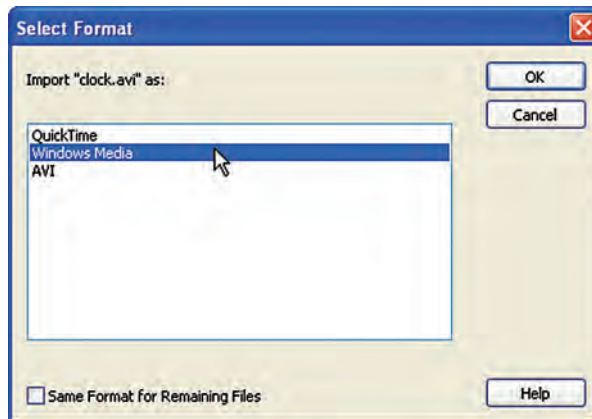 Select Format
Import "clock.avi" as:
OK
Cancel
QuickTime
Windows Media
AVI
Same Format for Remaining Files
Help